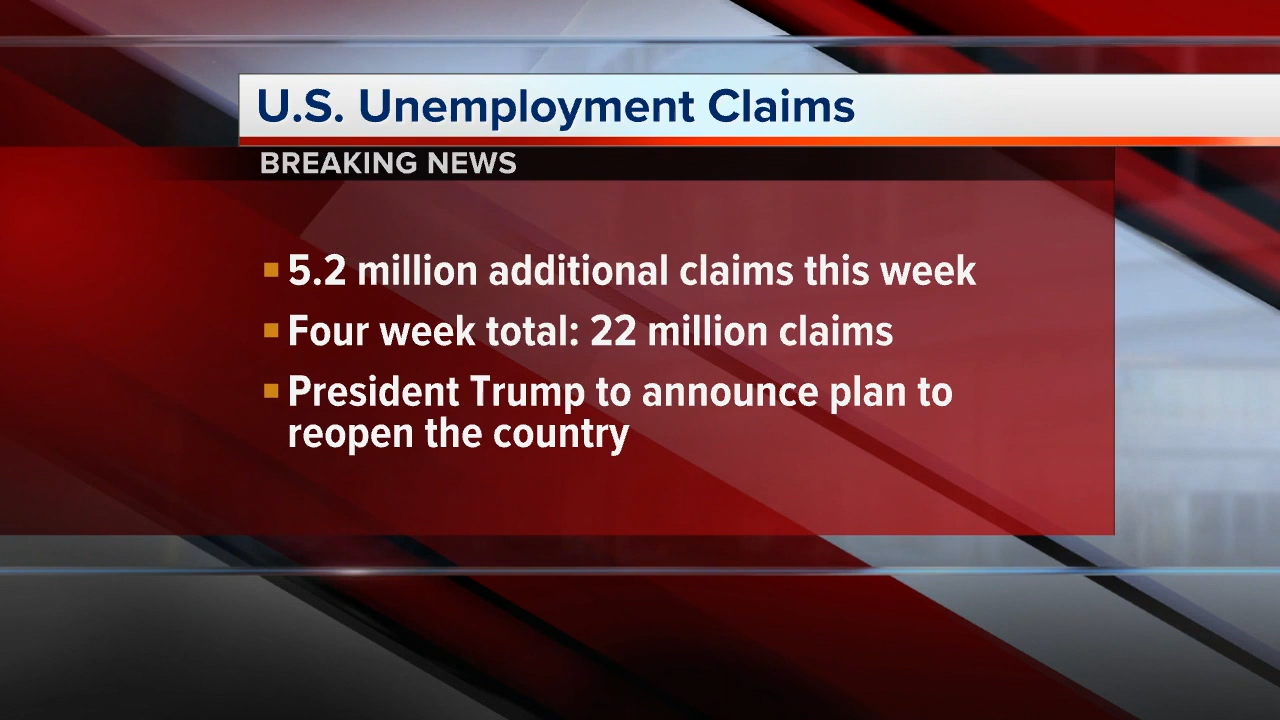 U.S. Unemployment Claims
BREAKING NEWS
5.2 million additional claims this week
Four week total: 22 million claims
President Trump to announce plan to
reopen the country